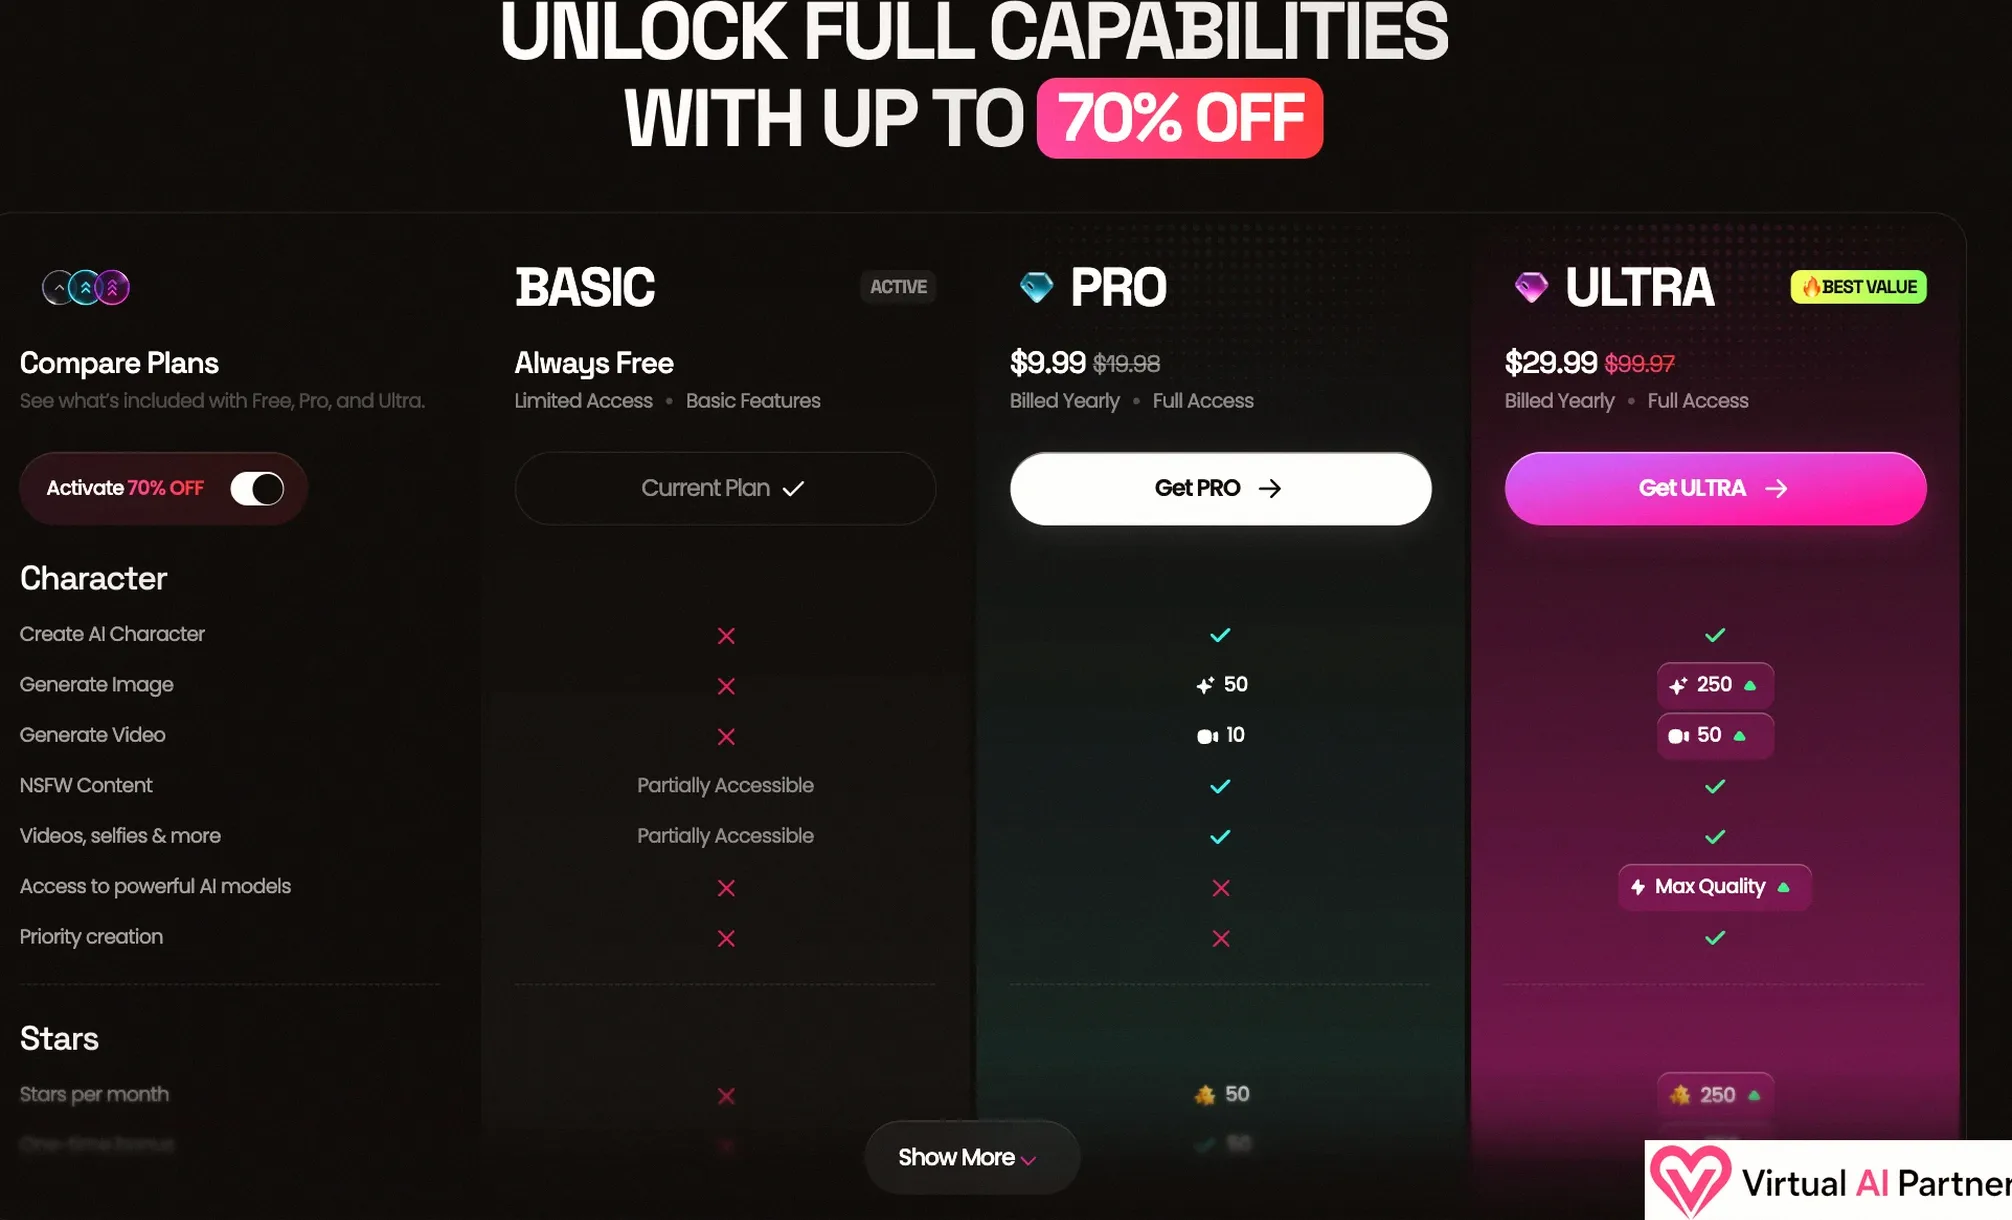 UNLOCK FULL CAPABILITIES
WITH UP TO 70% OFF
BASIC ACTIVE PRO ULTRA 🔥BEST VALUE
Compare Plans Always Free $9.99 $19.98 $29.99 $99.97
See what's included with Free, Pro, and Ultra. Limited Access • Basic Features Billed Yearly • Full Access Billed Yearly • Full Access
Activate 70% OFF Current Plan ✓ Get PRO → Get ULTRA →
Character
Create AI Character
Generate Image 50 250
Generate Video 10 50
NSFW Content Partially Accessible
Videos, selfies & more Partially Accessible
Access to powerful AI models Max Quality
Priority creation
Stars
Stars per month 50 250
One-time bonus
Show More
Virtual AI Partner